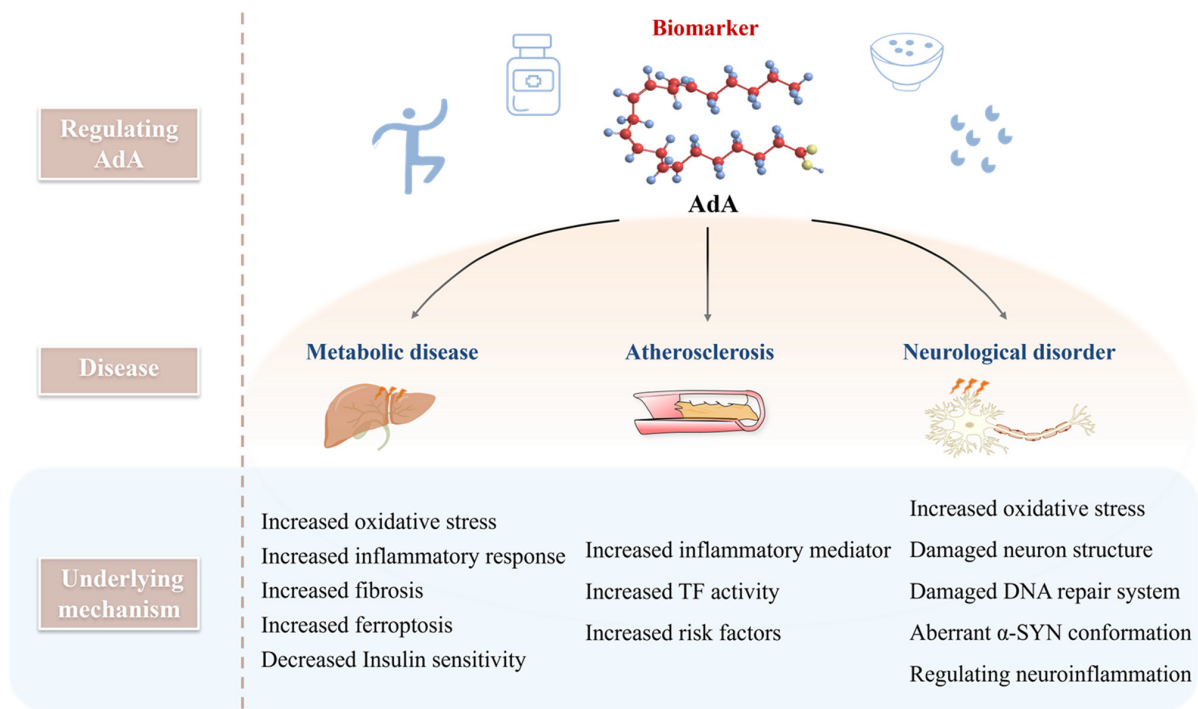 Biomarker
Regulating
AdA
AdA
Disease
Metabolic disease
Atherosclerosis
Neurological disorder
Underlying
mechanism
Increased oxidative stress
Increased inflammatory response
Increased fibrosis
Increased ferroptosis
Decreased Insulin sensitivity
Increased inflammatory mediator
Increased TF activity
Increased risk factors
Increased oxidative stress
Damaged neuron structure
Damaged DNA repair system
Aberrant α-SYN conformation
Regulating neuroinflammation